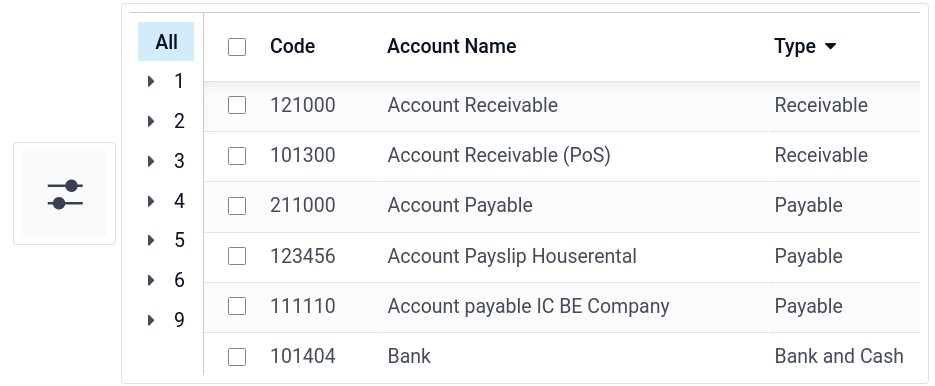 All
1
2
3
4
5
6
9
Code Account Name Type
121000 Account Receivable Receivable
101300 Account Receivable (PoS) Receivable
211000 Account Payable Payable
123456 Account Payslip Houserental Payable
111110 Account payable IC BE Company Payable
101404 Bank Bank and Cash